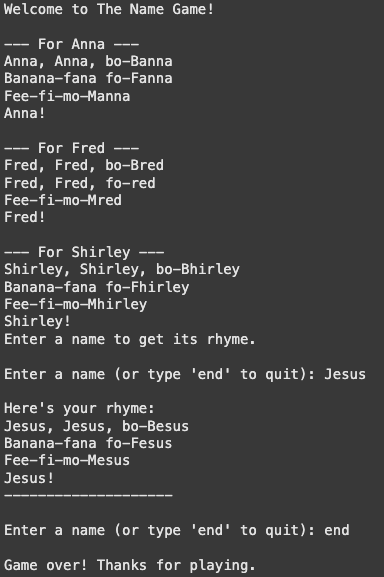 Welcome to The Name Game!
--- For Anna ---
Anna, Anna, bo-Banna
Banana-fana fo-Fanna
Fee-fi-mo-Manna
Anna!
--- For Fred ---
Fred, Fred, bo-Bred
Fred, Fred, fo-red
Fee-fi-mo-Mred
Fred!
--- For Shirley ---
Shirley, Shirley, bo-Bhirley
Banana-fana fo-Fhirley
Fee-fi-mo-Mhirley
Shirley!
Enter a name to get its rhyme.
Enter a name (or type 'end' to quit): Jesus
Here's your rhyme:
Jesus, Jesus, bo-Besus
Banana-fana fo-Fesus
Fee-fi-mo-Mesus
Jesus!
--------------------
Enter a name (or type 'end' to quit): end
Game over! Thanks for playing.